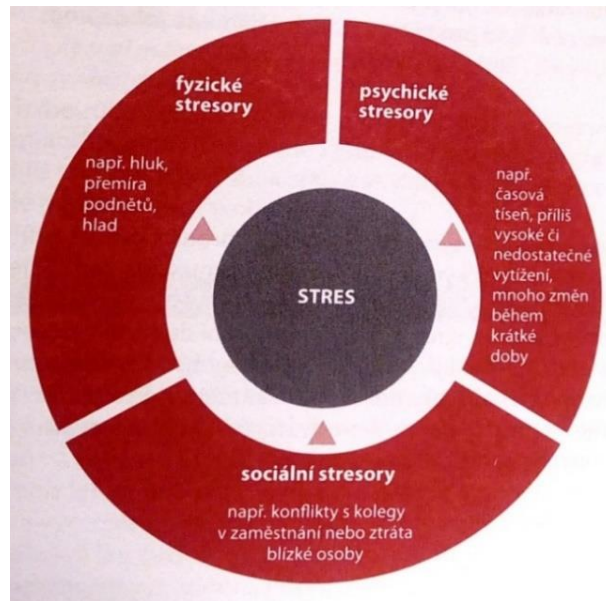 fyzické
stresory
např. hluk,
přemíra
podnětů,
hlad
psychické
stresory
např.
časová
tíseň, příliš
vysoké či
nedostatečné
vytížení,
mnoho změn
během
krátké
doby
STRES
sociální stresory
např. konflikty s kolegy
v zaměstnání nebo ztráta
blízké osoby